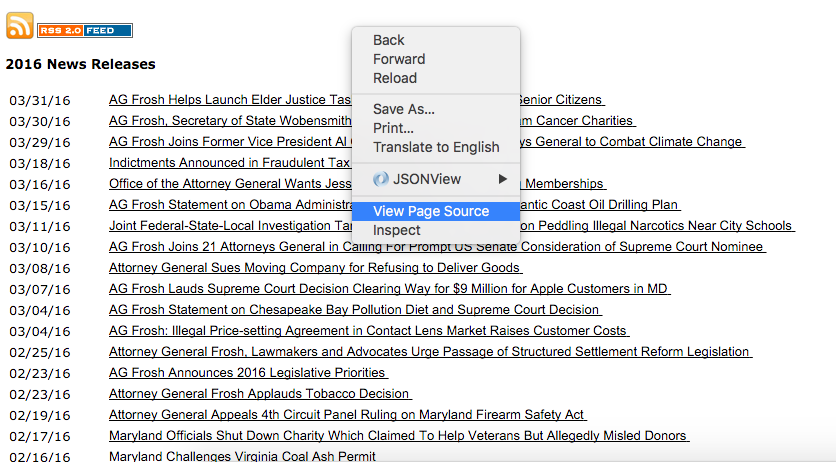 RSS 2.0 FEED
2016 News Releases
Back
Forward
Reload
Save As...
Print...
Translate to English
JSONView
View Page Source
Inspect
03/31/16 AG Frosh Helps Launch Elder Justice Tas Senior Citizens
03/30/16 AG Frosh, Secretary of State Wobensmith m Cancer Charities
03/29/16 AG Frosh Joins Former Vice President Al G ys General to Combat Climate Change
03/18/16 Indictments Announced in Fraudulent Tax
03/16/16 Office of the Attorney General Wants Jess Memberships
03/15/16 AG Frosh Statement on Obama Administra ntic Coast Oil Drilling Plan
03/11/16 Joint Federal-State-Local Investigation Tar on Peddling Illegal Narcotics Near City Schools
03/10/16 AG Frosh Joins 21 Attorneys General in Calling For Prompt US Senate Consideration of Supreme Court Nominee
03/08/16 Attorney General Sues Moving Company for Refusing to Deliver Goods
03/07/16 AG Frosh Lauds Supreme Court Decision Clearing Way for $9 Million for Apple Customers in MD
03/04/16 AG Frosh Statement on Chesapeake Bay Pollution Diet and Supreme Court Decision
03/04/16 AG Frosh: Illegal Price-setting Agreement in Contact Lens Market Raises Customer Costs
02/25/16 Attorney General Frosh, Lawmakers and Advocates Urge Passage of Structured Settlement Reform Legislation
02/23/16 AG Frosh Announces 2016 Legislative Priorities
02/23/16 Attorney General Frosh Applauds Tobacco Decision
02/19/16 Attorney General Appeals 4th Circuit Panel Ruling on Maryland Firearm Safety Act
02/17/16 Maryland Officials Shut Down Charity Which Claimed To Help Veterans But Allegedly Misled Donors
02/16/16 Maryland Challenges Virginia Coal Ash Permit